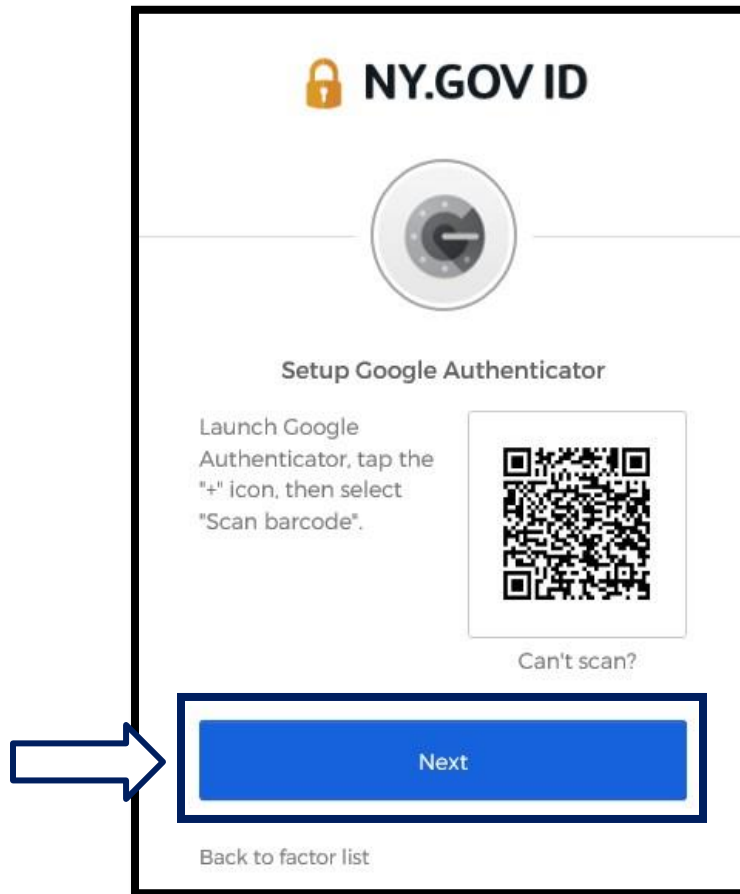 NY.GOV ID
Setup Google Authenticator
Launch Google
Authenticator, tap the
"+" icon, then select
"Scan barcode".
Can't scan?
Next
Back to factor list